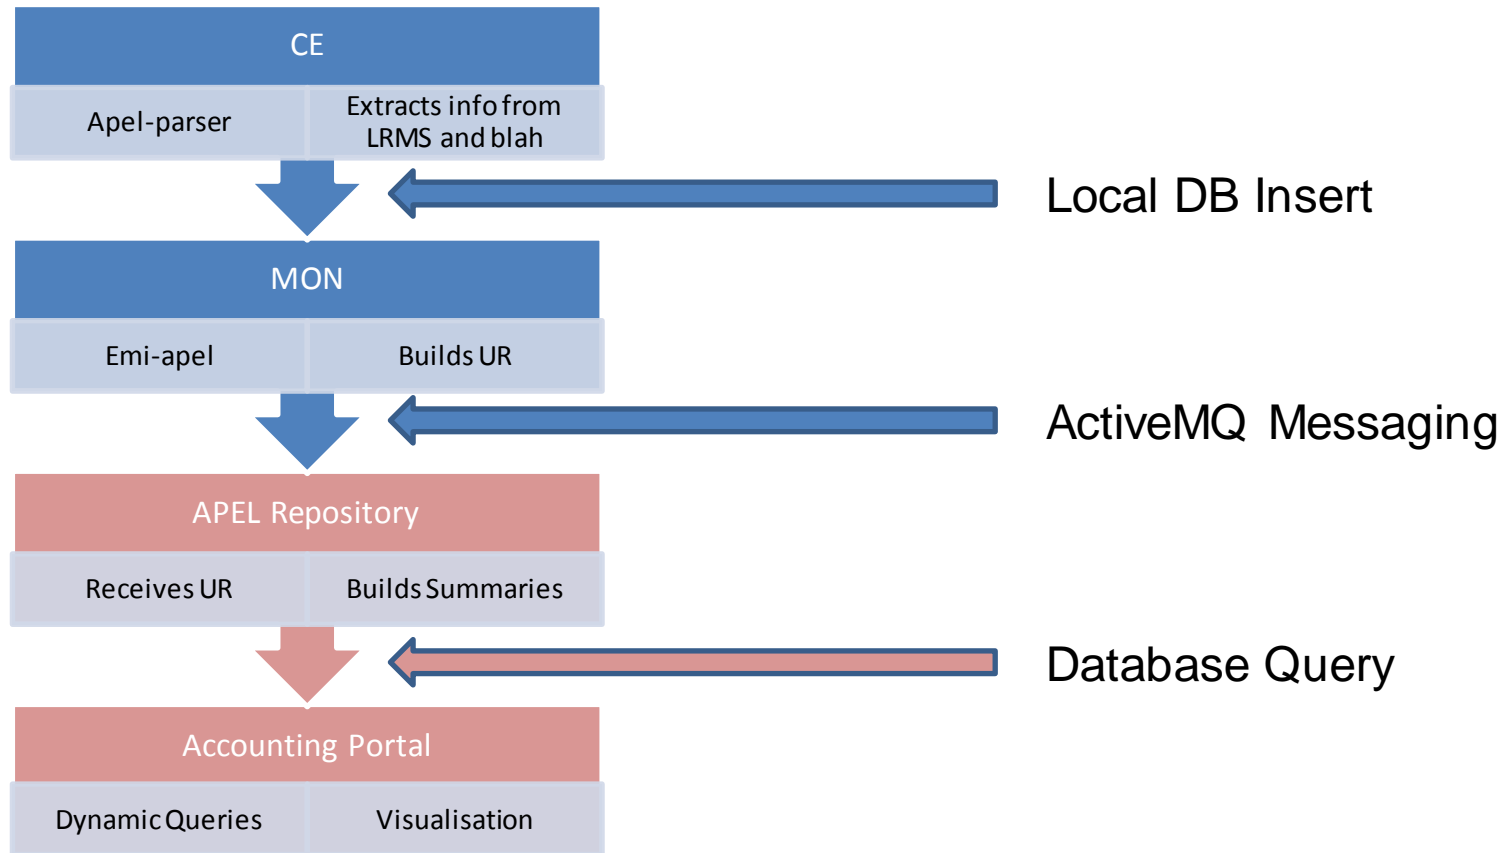 CE
Apel-parser
Extracts info from
LRMS and blah
Local DB Insert
MON
Emi-apel
Builds UR
ActiveMQ Messaging
APEL Repository
Receives UR
Builds Summaries
Database Query
Accounting Portal
Dynamic Queries
Visualisation